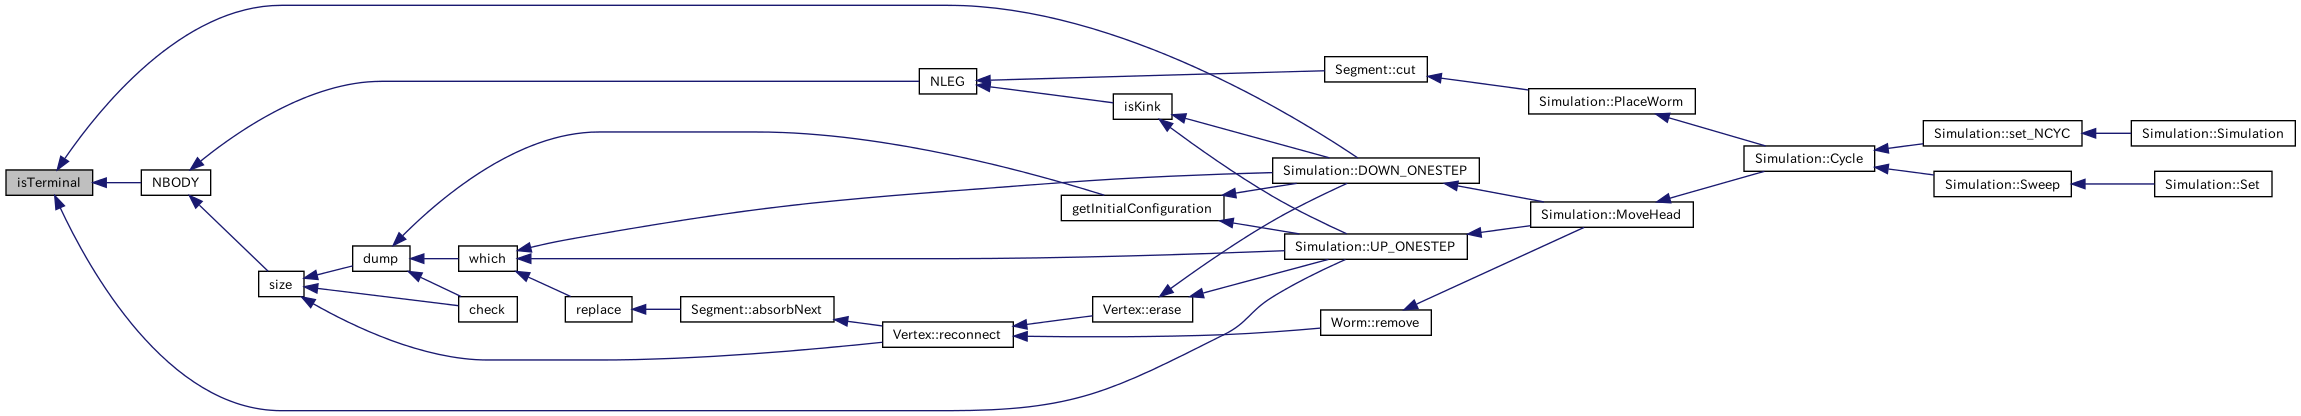 isTerminal
NBODY
NLEG
size
dump
which
check
replace
Segment::absorbNext
Vertex::reconnect
isKink
getInitialConfiguration
Vertex::erase
Segment::cut
Simulation::DOWN_ONESTEP
Simulation::UP_ONESTEP
Worm::remove
Simulation::PlaceWorm
Simulation::MoveHead
Simulation::Cycle
Simulation::set_NCYC
Simulation::Sweep
Simulation::Simulation
Simulation::Set